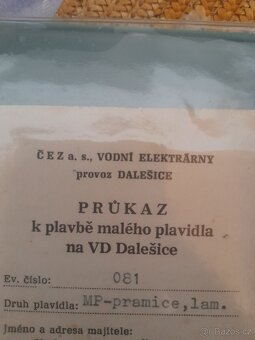 ČEZ a.s., VODNÍ ELEKTRÁRNY
provoz DALEŠICE
PRŮKAZ
k plavbě malého plavidla
na VD Dalešice
Ev. číslo: 081
Druh plavidla: MP-pramice, lam.
Jméno a adresa majitele: